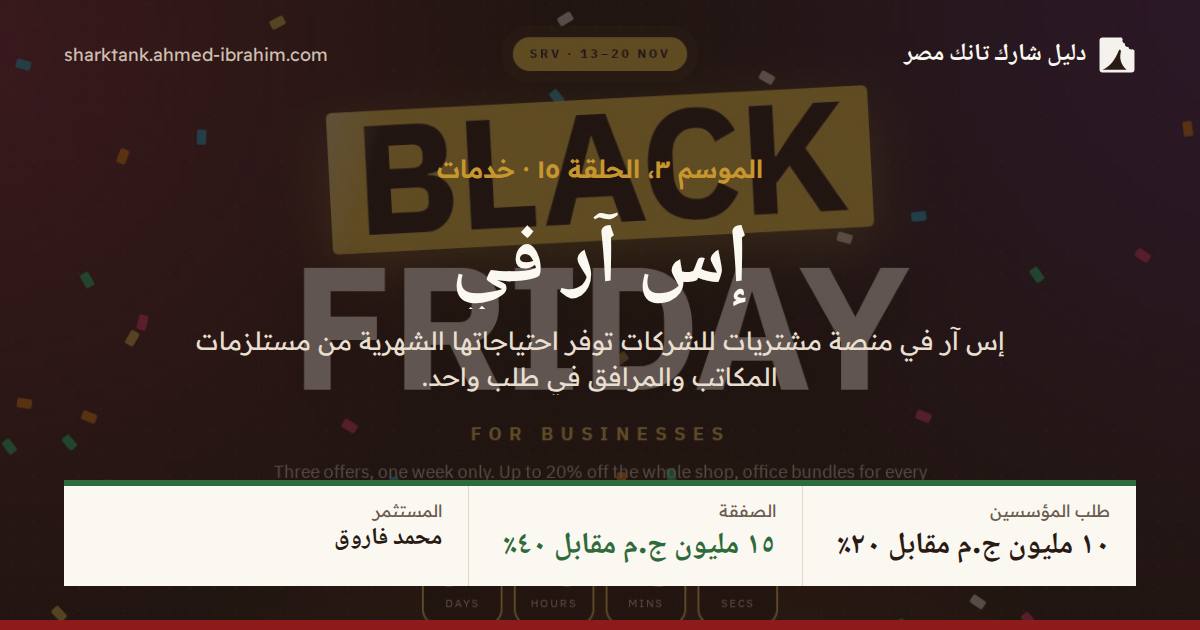 دليل شارك تانك مصر
SRV · 13–20 NOV
sharktank.ahmed-ibrahim.com
BLACK
الموسم ٣، الحلقة ١٥ · خدمات
إس آر في
FRIDAY
إس آر في منصة مشتريات للشركات توفر احتياجاتها الشهرية من مستلزمات
المكاتب والمرافق في طلب واحد.
FOR BUSINESSES
Three offers, one week only. Up to 20% off the whole shop, office bundles for every
طلب المؤسسين
١٠ مليون ج.م مقابل ٢٠٪
الصفقة
١٥ مليون ج.م مقابل ٤٠٪
المستثمر
محمد فاروق
DAYS
HOURS
MINS
SECS